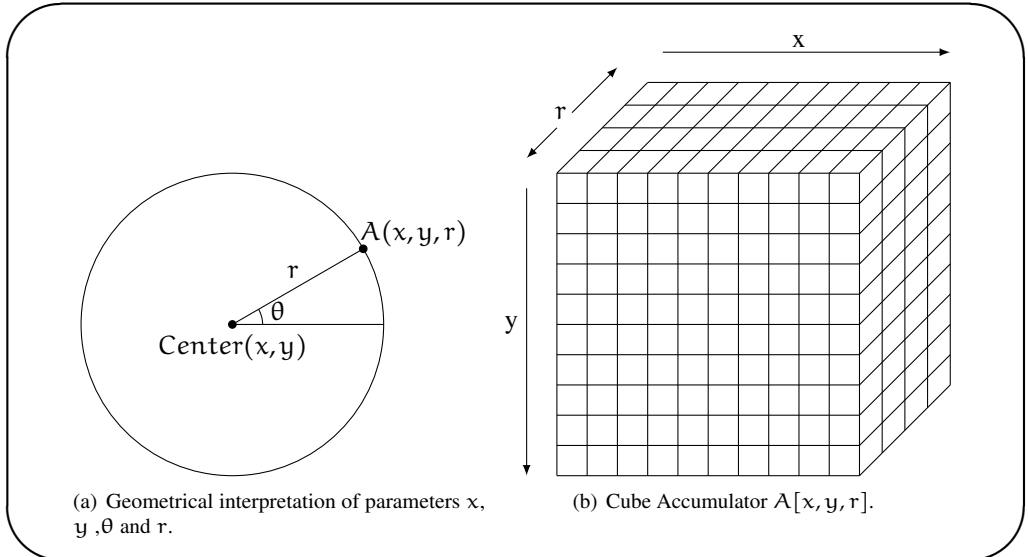 A(x,y,r)
r
θ
Center(x,y)
(a) Geometrical interpretation of parameters x,
y ,θ and r.
x
r
y
(b) Cube Accumulator A[x,y,r].